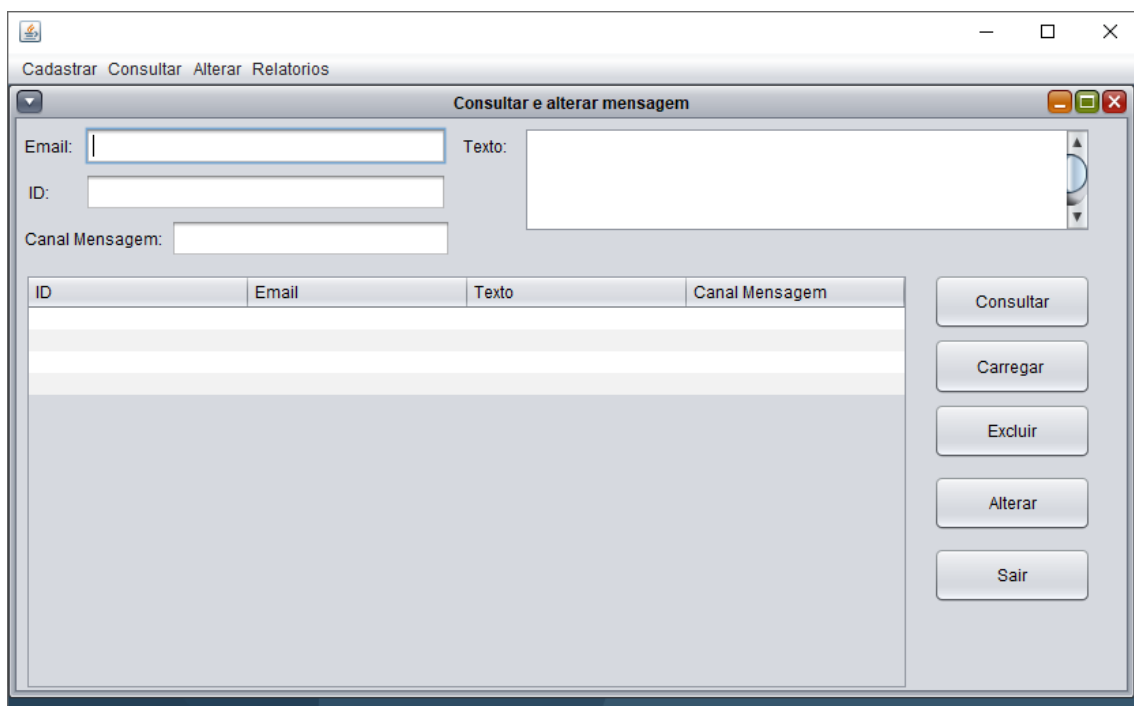 Cadastrar Consultar Alterar Relatorios
Consultar e alterar mensagem
Email:
Texto:
ID:
Canal Mensagem:
ID Email Texto Canal Mensagem
Consultar
Carregar
Excluir
Alterar
Sair